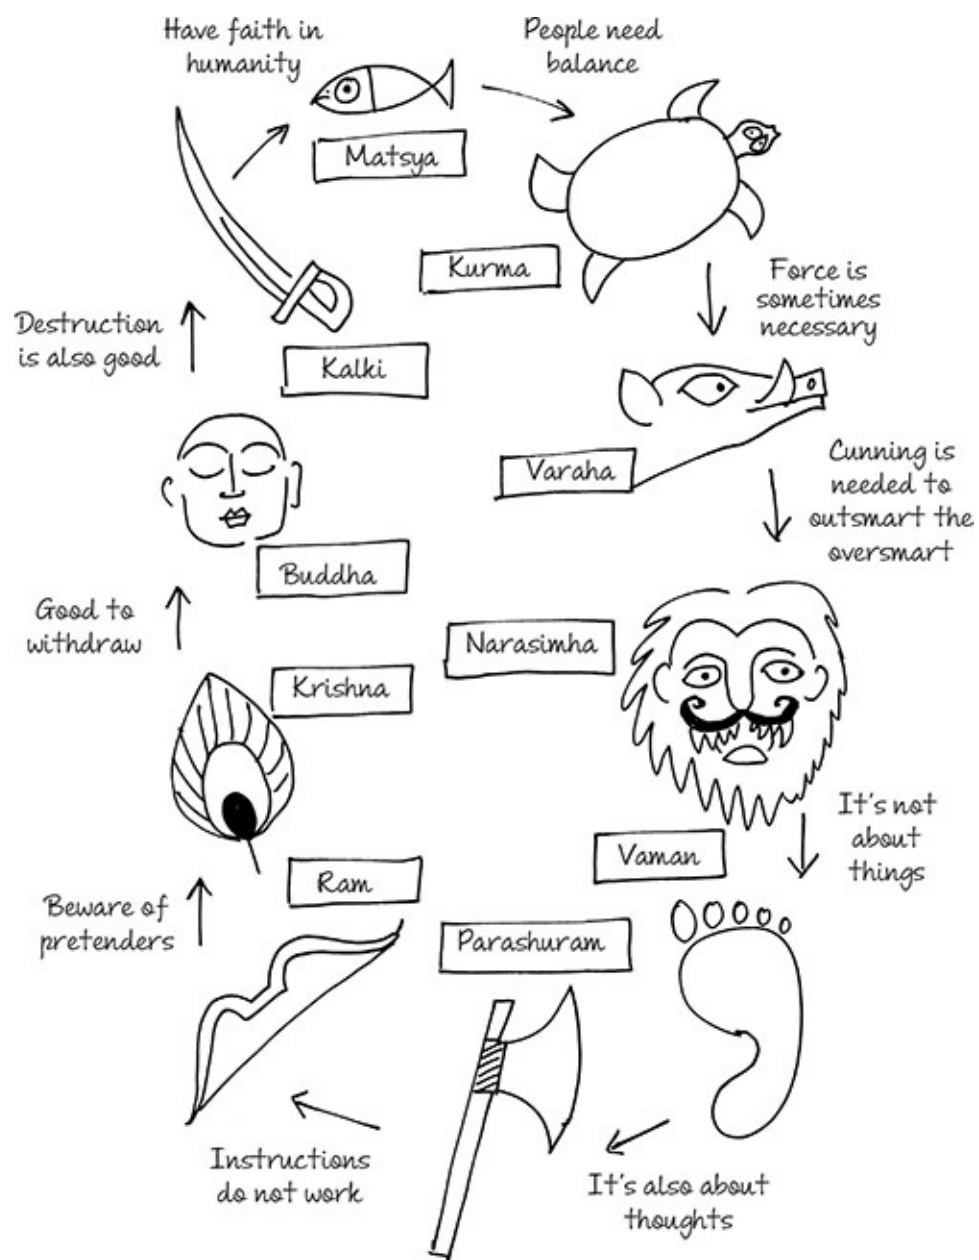 Have faith in
humanity
People need
balance
Matsya
Kurma
Force is
sometimes
necessary
Destruction
is also good
Kalki
Varaha
Cunning is
needed to
outsmart the
oversmart
Buddha
Good to
withdraw
Narasimha
Krishna
It's not
about
things
Vaman
Ram
Beware of
pretenders
Parashuram
Instructions
do not work
It's also about
thoughts